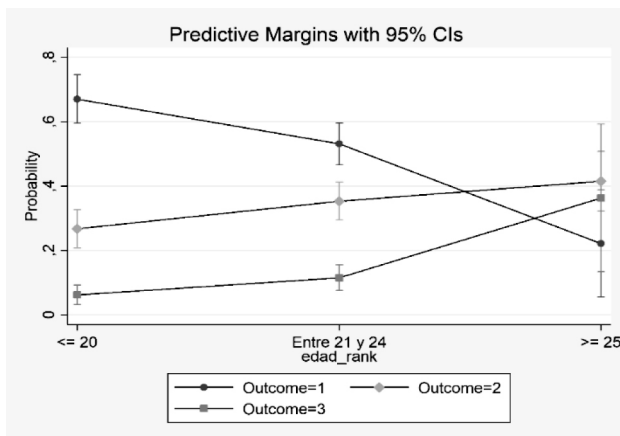 Predictive Margins with 95% CIs
Probability
,8
,6
,4
,2
0
<= 20
Entre 21 y 24
>= 25
edad_rank
Outcome=1
Outcome=2
Outcome=3